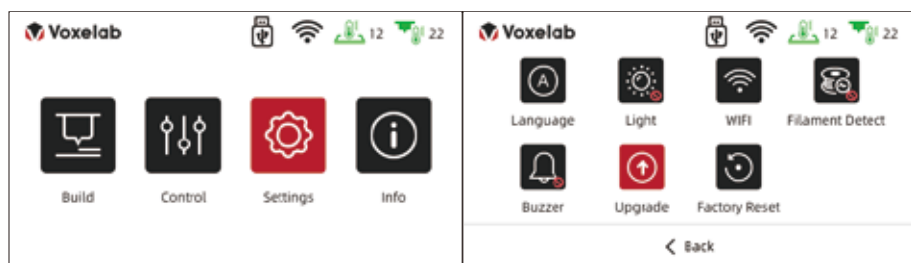 Voxelab 12 22
Build Control Settings Info
Voxelab 12 22
A
Language Light WIFI Filament Detect
Buzzer Upgrade Factory Reset
Back